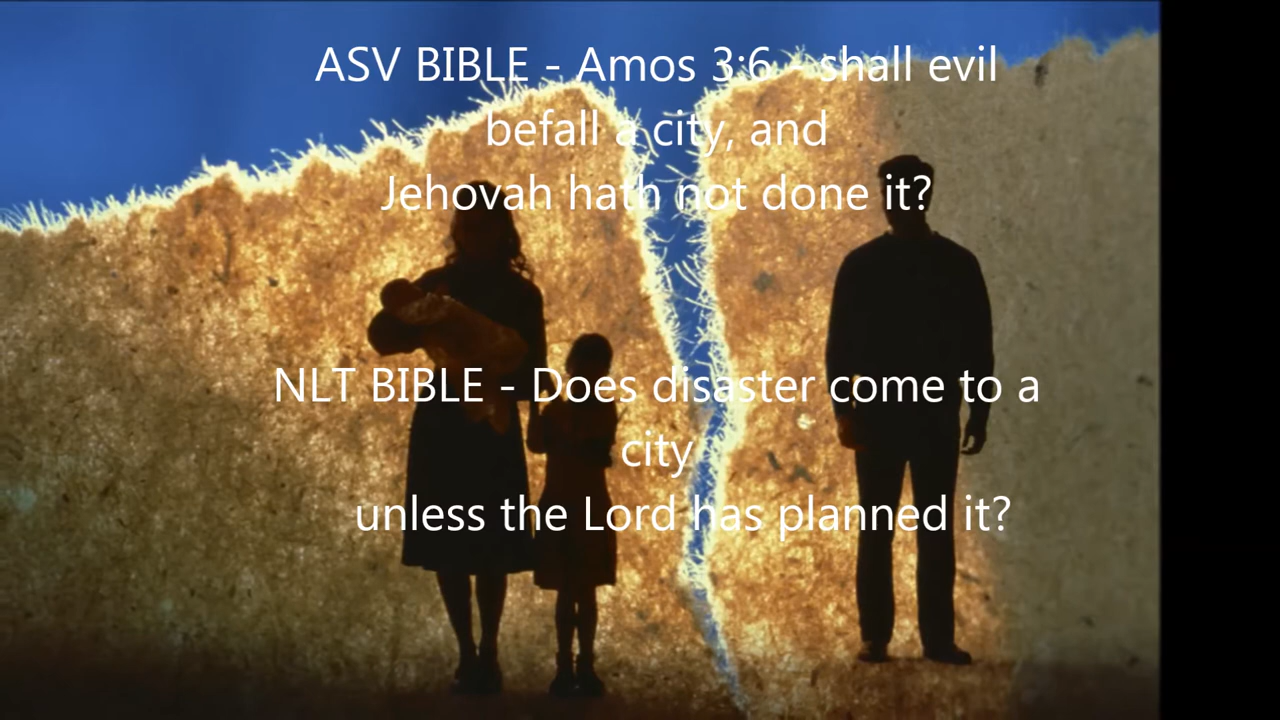 ASV BIBLE - Amos 3:6 - shall evil
befall a city, and
Jehovah hath not done it?
NLT BIBLE - Does disaster come to a
city
unless the Lord has planned it?